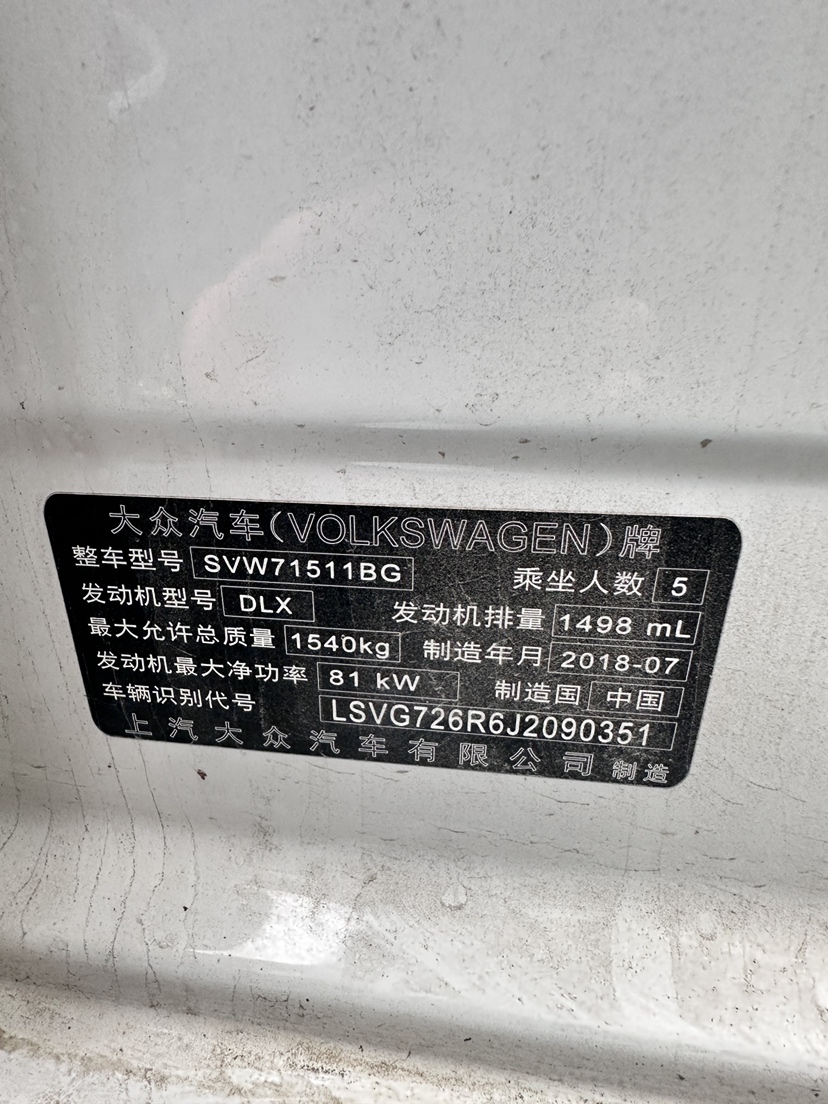 大众汽车(VOLKSWAGEN)牌
整车型号 SVW71511BG 乘坐人数 5
发动机型号 DLX 发动机排量 1498 mL
最大允许总质量 1540kg 制造年月 2018-07
发动机最大净功率 81 kW 制造国 中国
车辆识别代号 LSVG726R6J2090351
上汽大众汽车有限公司 制造